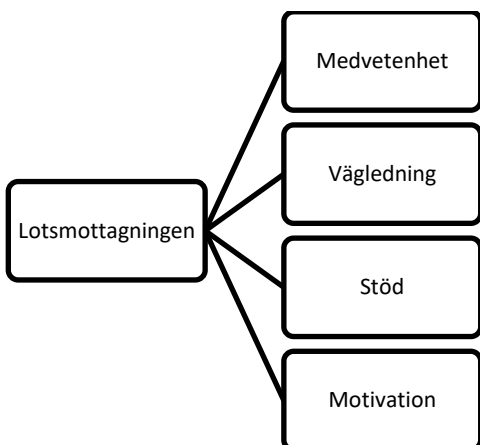 Lotsmottagningen
Medvetenhet
Vägledning
Stöd
Motivation